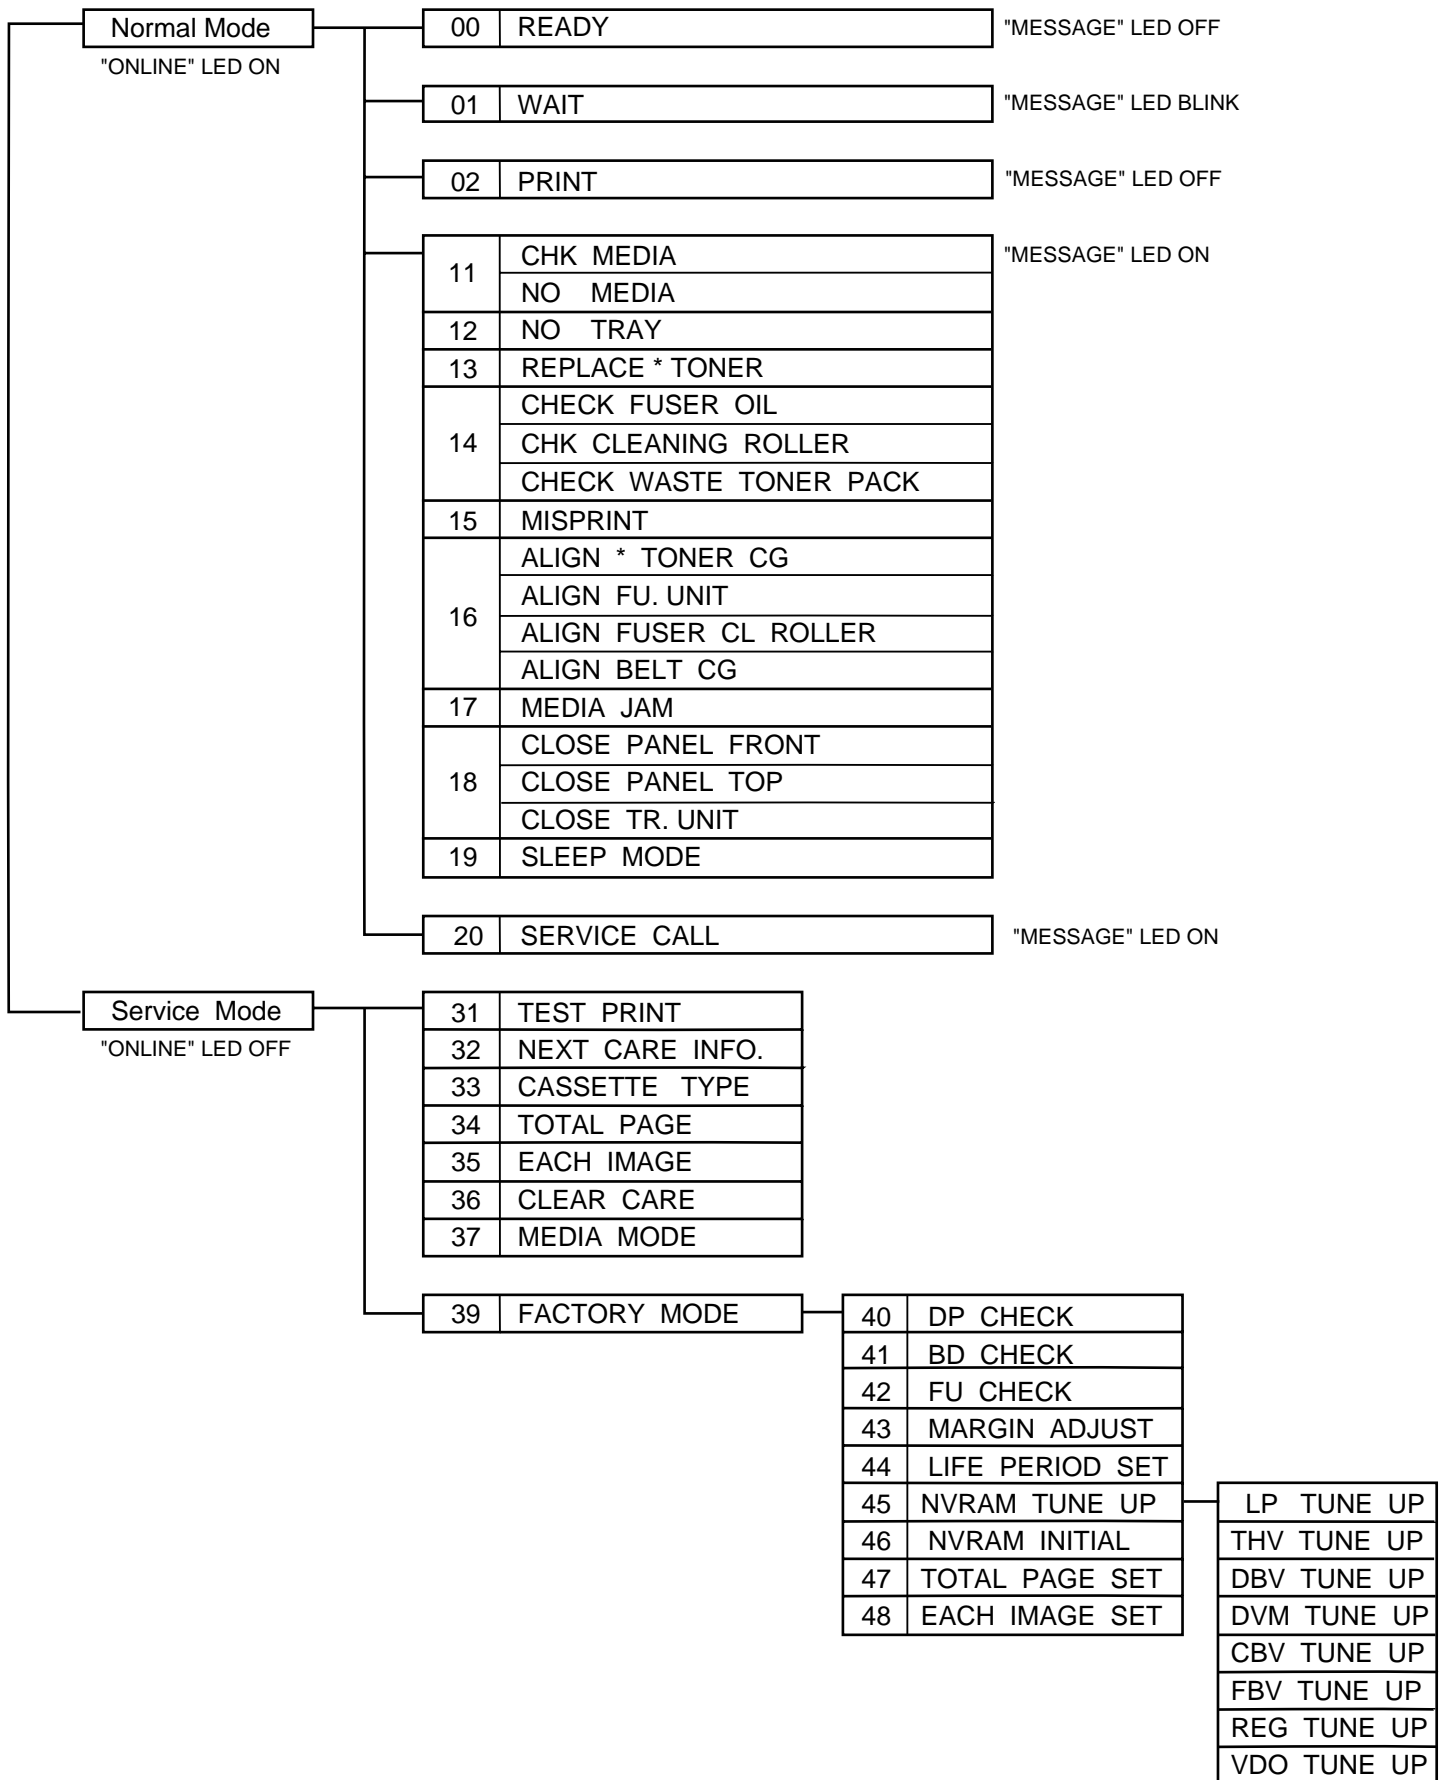 Normal Mode
"ONLINE" LED ON
00 READY "MESSAGE" LED OFF
01 WAIT "MESSAGE" LED BLINK
02 PRINT "MESSAGE" LED OFF
11 CHK MEDIA "MESSAGE" LED ON
NO MEDIA
12 NO TRAY
13 REPLACE * TONER
14 CHECK FUSER OIL
CHK CLEANING ROLLER
CHECK WASTE TONER PACK
15 MISPRINT
16 ALIGN * TONER CG
ALIGN FU. UNIT
ALIGN FUSER CL ROLLER
ALIGN BELT CG
17 MEDIA JAM
18 CLOSE PANEL FRONT
CLOSE PANEL TOP
CLOSE TR. UNIT
19 SLEEP MODE
20 SERVICE CALL "MESSAGE" LED ON
Service Mode
"ONLINE" LED OFF
31 TEST PRINT
32 NEXT CARE INFO.
33 CASSETTE TYPE
34 TOTAL PAGE
35 EACH IMAGE
36 CLEAR CARE
37 MEDIA MODE
39 FACTORY MODE
40 DP CHECK
41 BD CHECK
42 FU CHECK
43 MARGIN ADJUST
44 LIFE PERIOD SET
45 NVRAM TUNE UP
46 NVRAM INITIAL
47 TOTAL PAGE SET
48 EACH IMAGE SET
LP TUNE UP
THV TUNE UP
DBV TUNE UP
DVM TUNE UP
CBV TUNE UP
FBV TUNE UP
REG TUNE UP
VDO TUNE UP